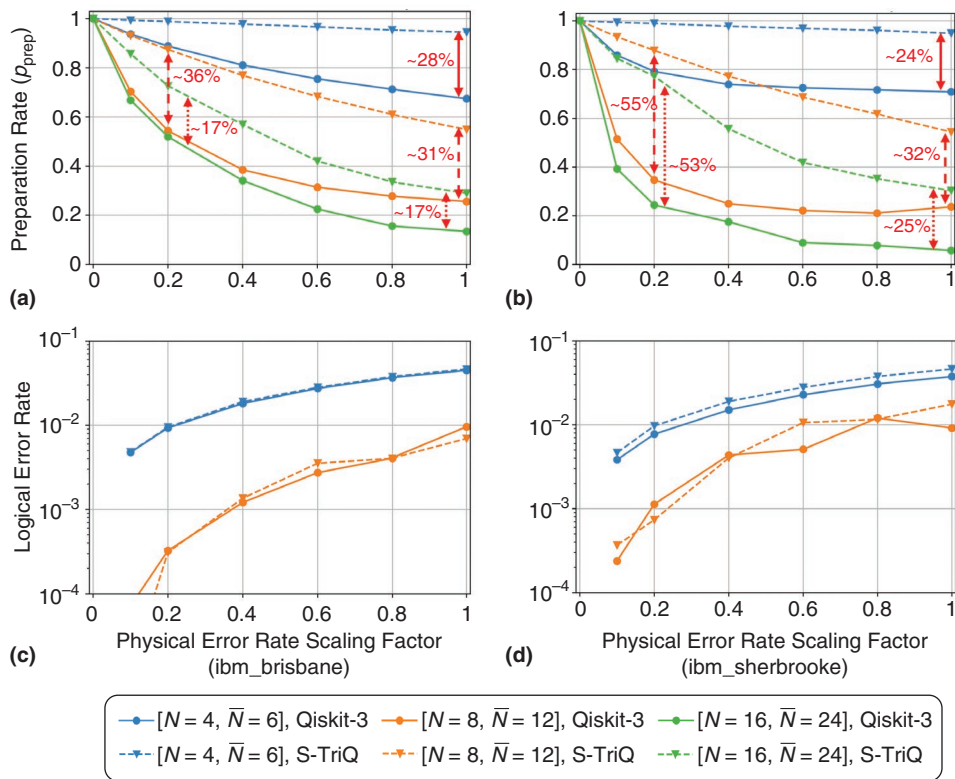 Preparation Rate (p_prep)
1
0.8
0.6
0.4
0.2
0
~36%
~17%
~28%
~31%
~17%
0 0.2 0.4 0.6 0.8 1
(a)
1
0.8
0.6
0.4
0.2
0
~55%
~53%
~24%
~32%
~25%
0 0.2 0.4 0.6 0.8 1
(b)
Logical Error Rate
10⁻¹
10⁻²
10⁻³
10⁻⁴
0 0.2 0.4 0.6 0.8 1
Physical Error Rate Scaling Factor
(ibm_brisbane)
(c)
10⁻¹
10⁻²
10⁻³
10⁻⁴
0 0.2 0.4 0.6 0.8 1
Physical Error Rate Scaling Factor
(ibm_sherbrooke)
(d)
[N = 4, N̅ = 6], Qiskit-3 [N = 8, N̅ = 12], Qiskit-3 [N = 16, N̅ = 24], Qiskit-3
[N = 4, N̅ = 6], S-TriQ [N = 8, N̅ = 12], S-TriQ [N = 16, N̅ = 24], S-TriQ